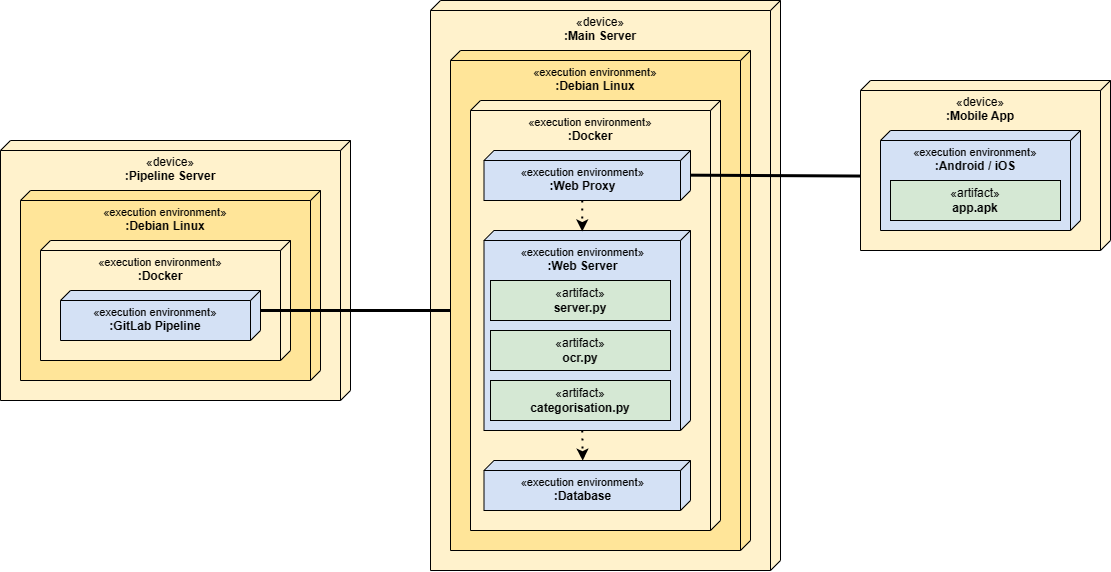 «device»
:Pipeline Server
«execution environment»
:Debian Linux
«execution environment»
:Docker
«execution environment»
:GitLab Pipeline
«device»
:Main Server
«execution environment»
:Debian Linux
«execution environment»
:Docker
«execution environment»
:Web Proxy
«execution environment»
:Web Server
«artifact»
server.py
«artifact»
ocr.py
«artifact»
categorisation.py
«execution environment»
:Database
«device»
:Mobile App
«execution environment»
:Android / iOS
«artifact»
app.apk